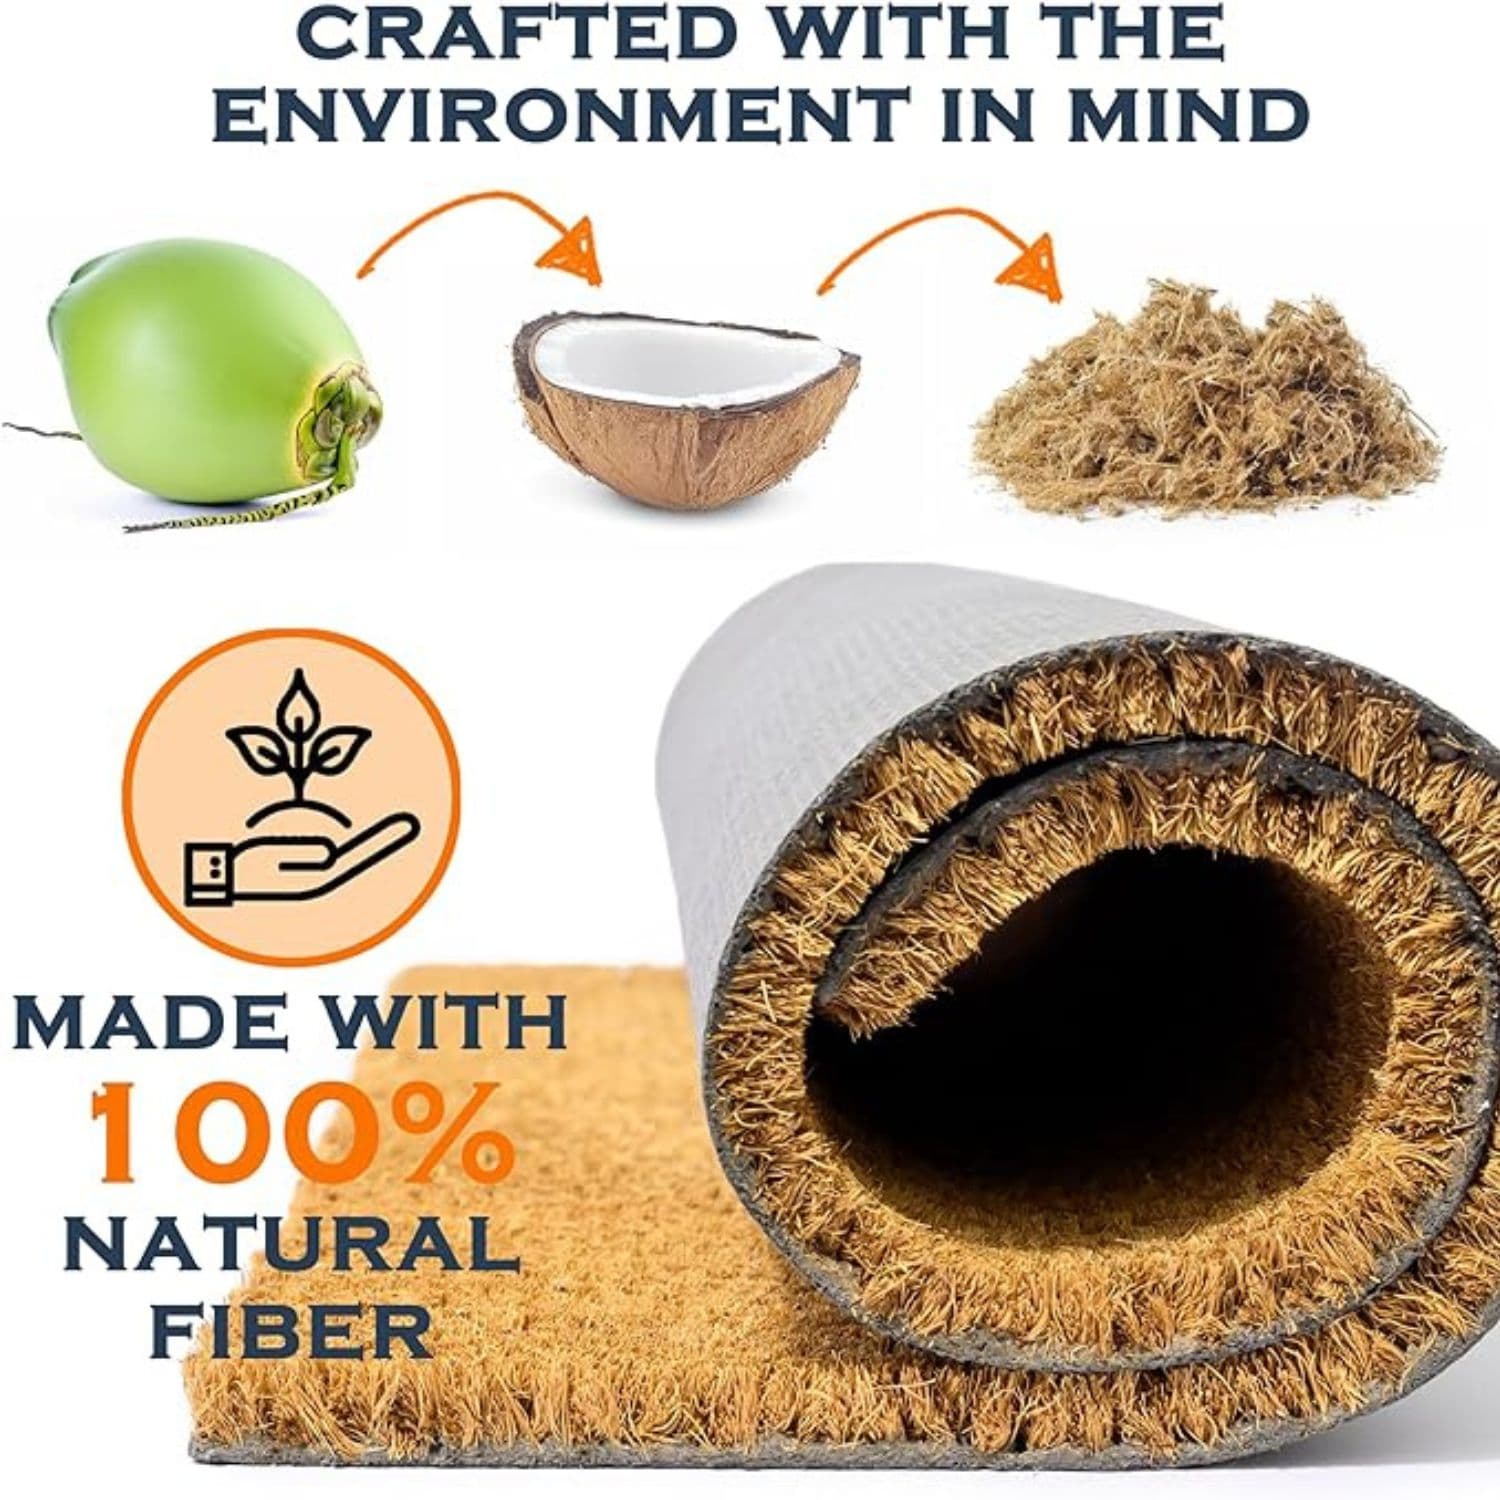 CRAFTED WITH THE
ENVIRONMENT IN MIND
MADE WITH
100%
NATURAL
FIBER